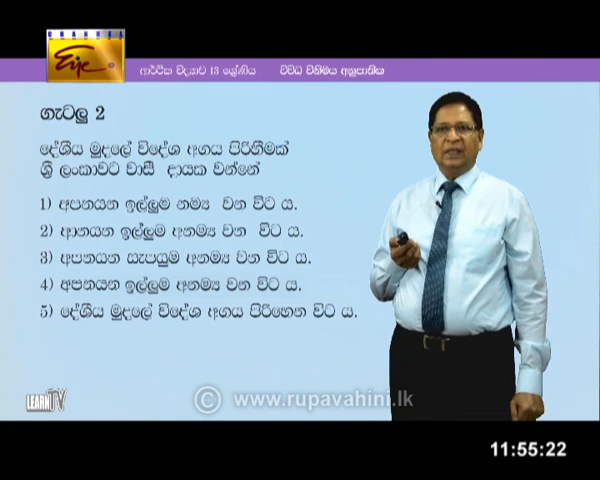 CHANNEL
Eye
ආර්ථික විද්‍යාව 13 ශ්‍රේණිය විවිධ විනිමය අනුපාතික
ගැටලු 2
දේශීය මුදලේ විදේශ අගය පිරිහීමක්
ශ්‍රී ලංකාවට වාසි දායක වන්නේ
1) අපනයන ඉල්ලුම නම්‍ය වන විට ය.
2) ආනයන ඉල්ලුම අනම්‍ය වන විට ය.
3) අපනයන සැපයුම අනම්‍ය වන විට ය.
4) අපනයන ඉල්ලුම අනම්‍ය වන විට ය.
5) දේශීය මුදලේ විදේශ අගය පිරිහෙන විට ය.
LEARN TV
© www.rupavahini.lk
11:55:22